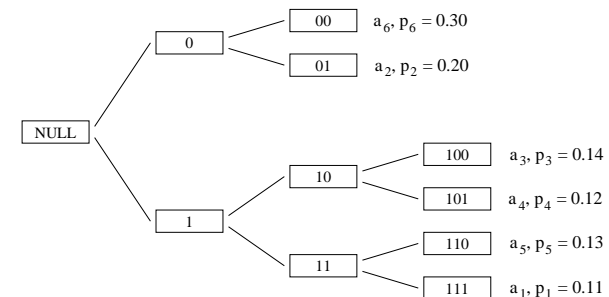 00 a6, p6 = 0.30
0
01 a2, p2 = 0.20
NULL
100 a3, p3 = 0.14
10
101 a4, p4 = 0.12
1
110 a5, p5 = 0.13
11
111 a1, p1 = 0.11